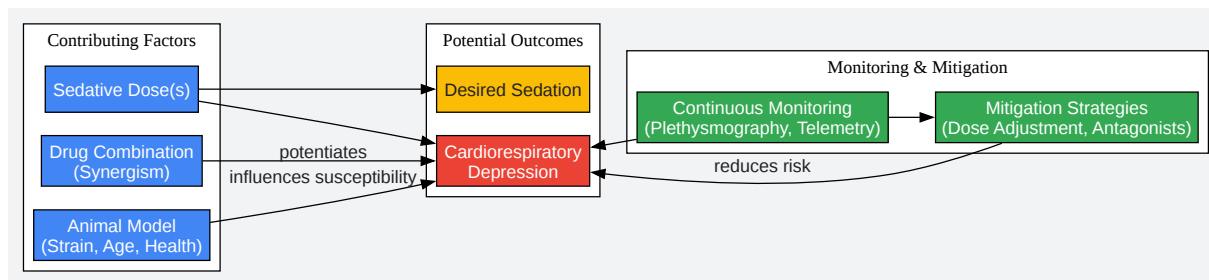 Contributing Factors
Sedative Dose(s)
Drug Combination
(Synergism)
Animal Model
(Strain, Age, Health)
potentiates
influences susceptibility
Potential Outcomes
Desired Sedation
Cardiorespiratory
Depression
Monitoring & Mitigation
Continuous Monitoring
(Plethysmography, Telemetry)
Mitigation Strategies
(Dose Adjustment, Antagonists)
reduces risk